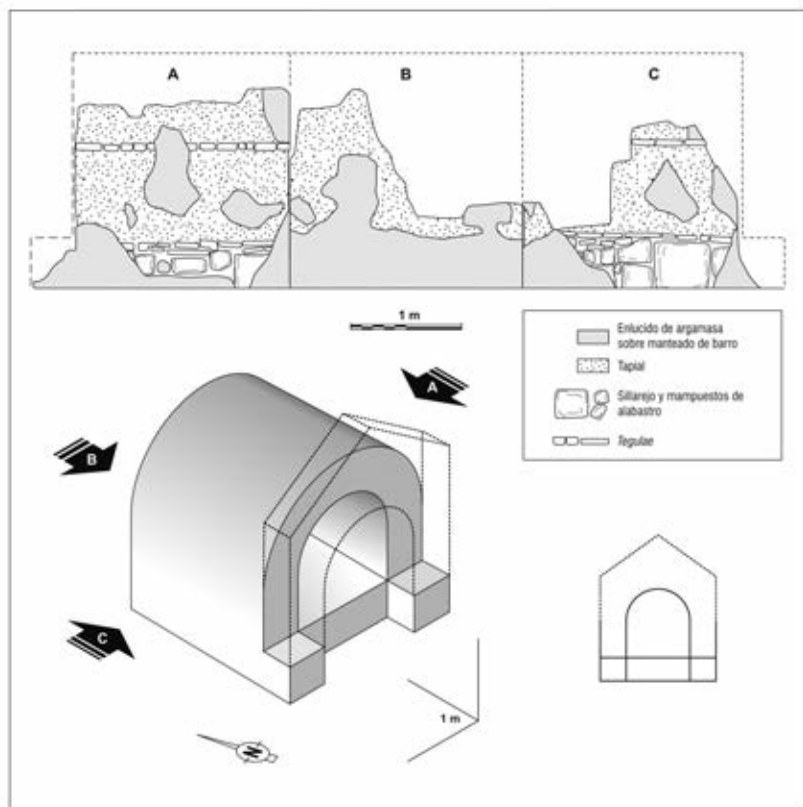 A
B
C
1 m
Enlucido de argamasa
sobre manteado de barro
Tapial
Sillarejo y mampuestos de
alabastro
Tegulae
A
B
C
1 m
N